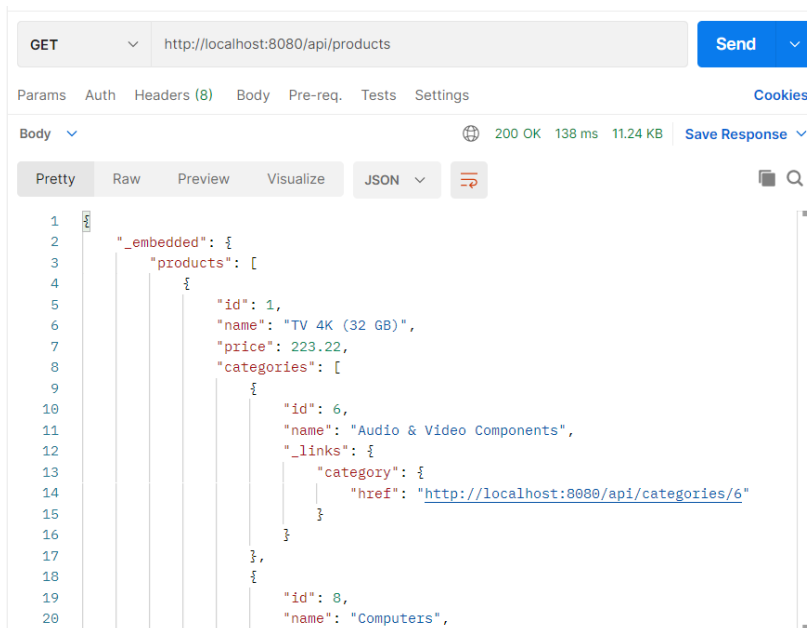 GET http://localhost:8080/api/products Send
Params Auth Headers (8) Body Pre-req. Tests Settings Cookies
Body 200 OK 138 ms 11.24 KB Save Response
Pretty Raw Preview Visualize JSON
1 {
2 "_embedded": {
3 "products": [
4 {
5 "id": 1,
6 "name": "TV 4K (32 GB)",
7 "price": 223.22,
8 "categories": [
9 {
10 "id": 6,
11 "name": "Audio & Video Components",
12 "_links": {
13 "category": {
14 "href": "http://localhost:8080/api/categories/6"
15 }
16 }
17 },
18 {
19 "id": 8,
20 "name": "Computers",